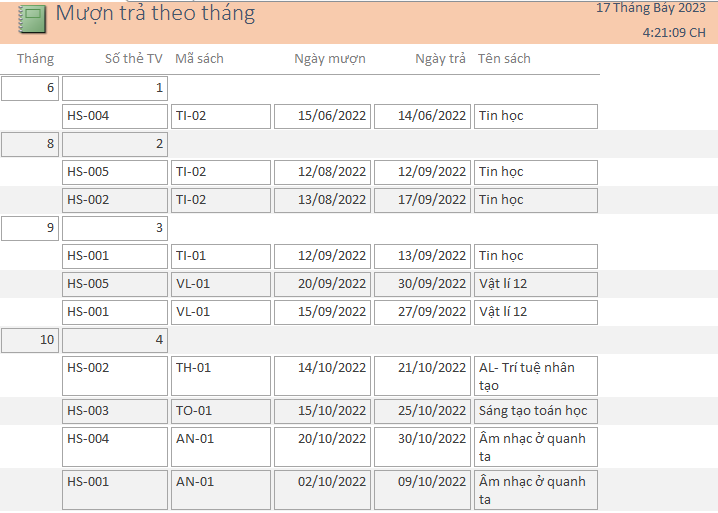 Mượn trả theo tháng
17 Tháng Bảy 2023
4:21:09 CH
Tháng Số thẻ TV Mã sách Ngày mượn Ngày trả Tên sách
6 1
HS-004 TI-02 15/06/2022 14/06/2022 Tin học
8 2
HS-005 TI-02 12/08/2022 12/09/2022 Tin học
HS-002 TI-02 13/08/2022 17/09/2022 Tin học
9 3
HS-001 TI-01 12/09/2022 13/09/2022 Tin học
HS-005 VL-01 20/09/2022 30/09/2022 Vật lí 12
HS-001 VL-01 15/09/2022 27/09/2022 Vật lí 12
10 4
HS-002 TH-01 14/10/2022 21/10/2022 AL- Trí tuệ nhân
tạo
HS-003 TO-01 15/10/2022 25/10/2022 Sáng tạo toán học
HS-004 AN-01 20/10/2022 30/10/2022 Âm nhạc ở quanh
ta
HS-001 AN-01 02/10/2022 09/10/2022 Âm nhạc ở quanh
ta